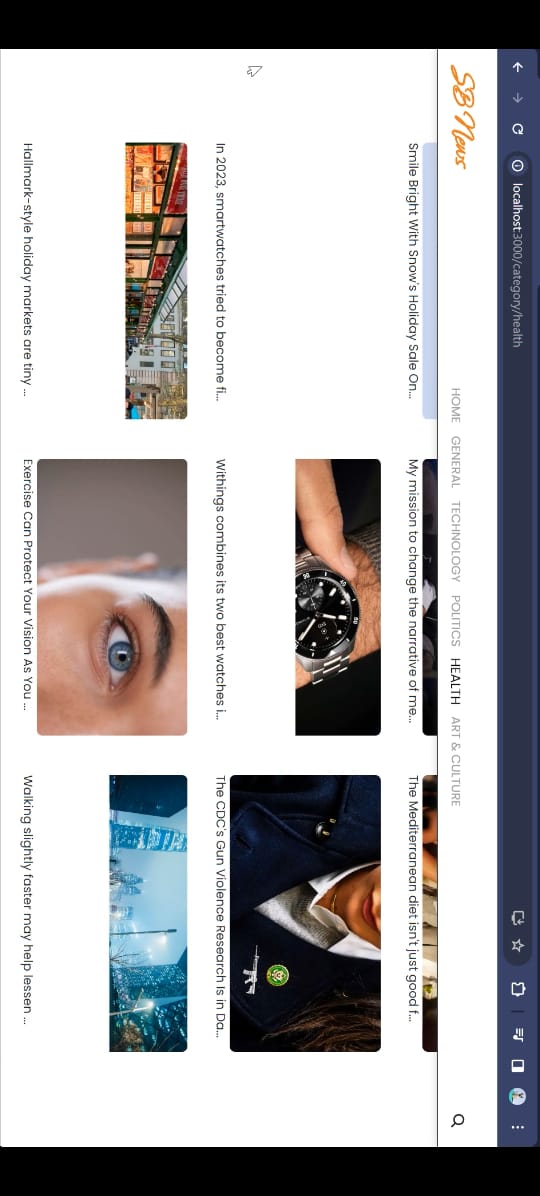 localhost:3000/category/health
SB News
HOME GENERAL TECHNOLOGY POLITICS HEALTH ART & CULTURE
Smile Bright With Snow's Holiday Sale On...
My mission to change the narrative of me...
The Mediterranean diet isn't just good f...
In 2023, smartwatches tried to become fi...
Withings combines its two best watches i...
The CDC's Gun Violence Research Is in Da...
Hallmark-style holiday markets are tiny ...
Exercise Can Protect Your Vision As You ...
Walking slightly faster may help lessen ...